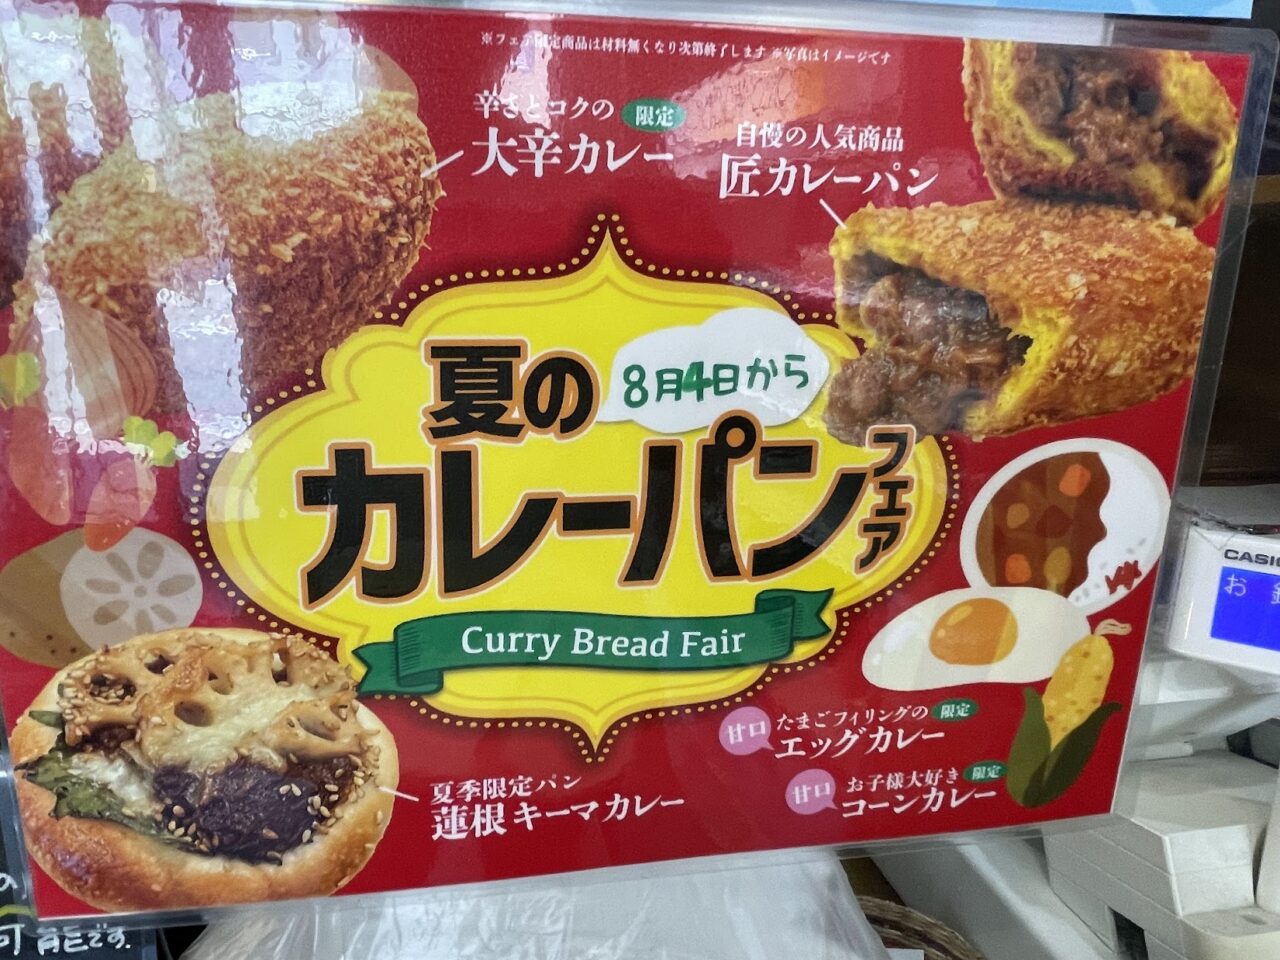 ※フェア限定商品は材料無くなり次第終了します ※写真はイメージです
辛さとコクの 限定
大辛カレー
自慢の人気商品
匠カレーパン
夏の
8月4日から
カレーパン
フェア
Curry Bread Fair
甘口 たまごフィリングの 限定
エッグカレー
甘口 お子様大好き 限定
コーンカレー
夏季限定パン
蓮根キーマカレー
CASIO
お
の
可能です。